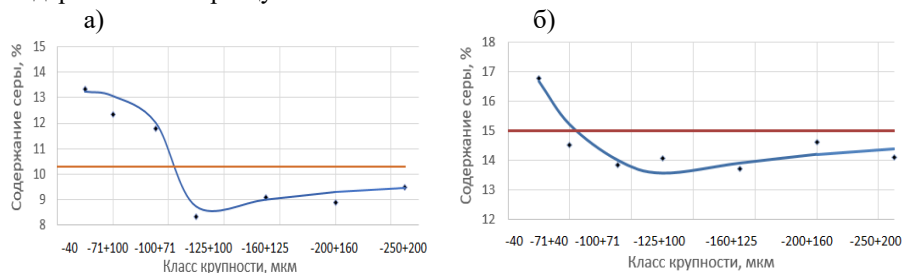 а)
б)
Содержание серы, %
15
14
13
12
11
10
9
8
-40 -71+100 -100+71 -125+100 -160+125 -200+160 -250+200
Класс крупности, мкм
Содержание серы, %
18
17
16
15
14
13
12
-40 -71+40 -100+71 -125+100 -160+125 -200+160 -250+200
Класс крупности, мкм